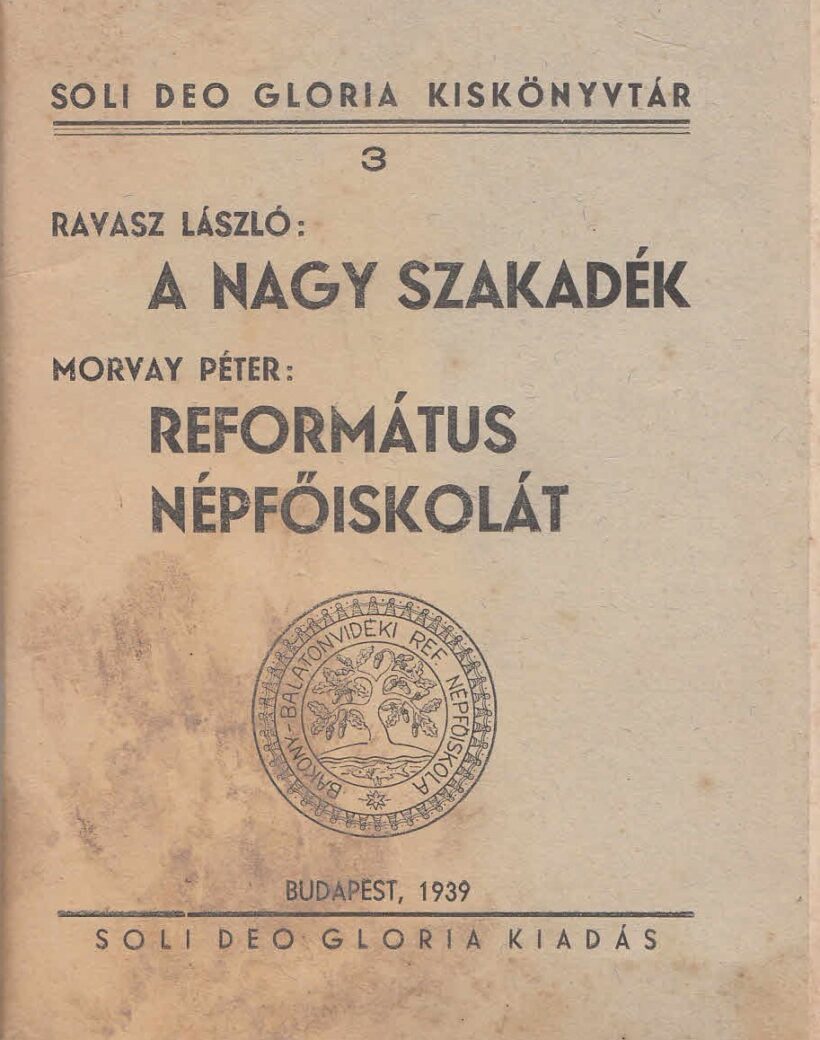 SOLI DEO GLORIA KISKÖNYVTÁR
3
RAVASZ LÁSZLÓ:
A NAGY SZAKADÉK
MORVAY PÉTER:
REFORMÁTUS
NÉPFŐISKOLÁT
BAKONY-BALATONVIDÉKI REF. NÉPFŐISKOLA
BUDAPEST, 1939
SOLI DEO GLORIA KIADÁS